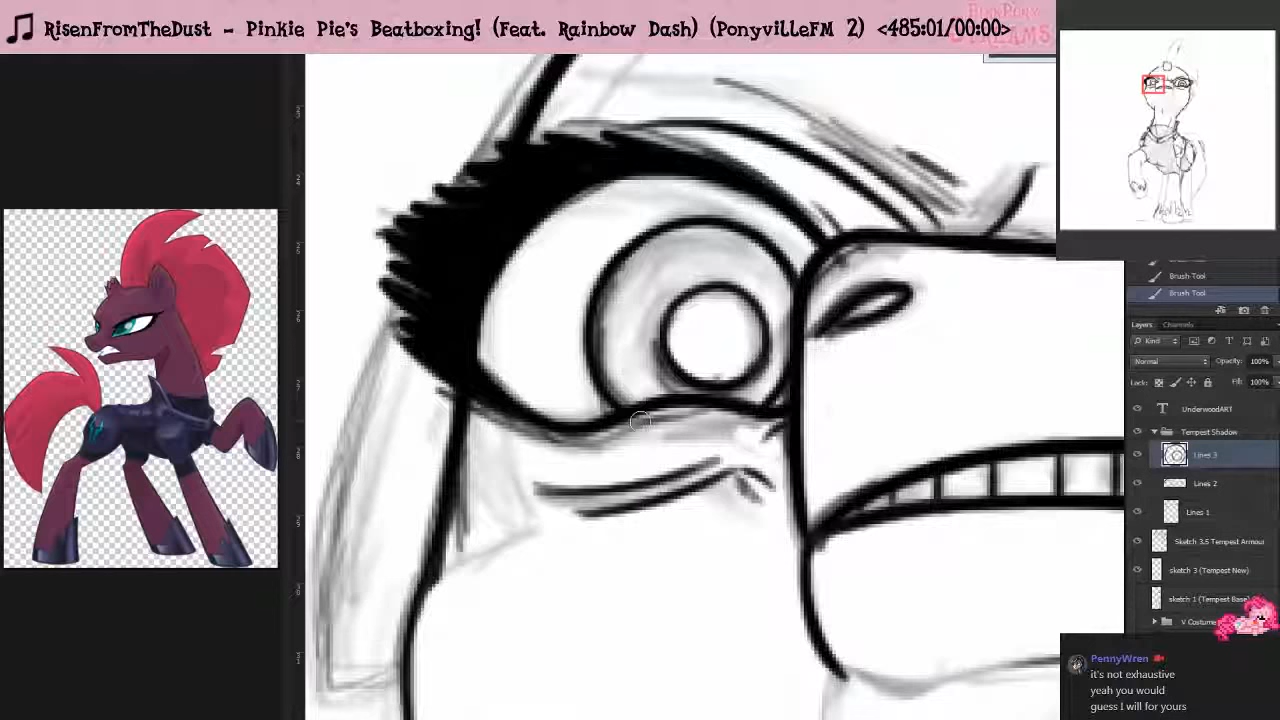 RisenFromTheDust - Pinkie Pie's Beatboxing! (Feat. Rainbow Dash) (PonyvilleFM 2) <485:01/00:00>
Brush Tool
Brush Tool
Layers Channels
Kind
Normal Opacity: 100%
Lock: Fill: 100%
UnderwoodART
Tempest Shadow
Lines 3
Lines 2
Lines 1
Sketch 3.5 Tempest Armour
sketch 3 (Tempest New)
sketch 1 (Tempest Base)
V Costume
PennyWren
it's not exhaustive
yeah you would
guess I will for yours